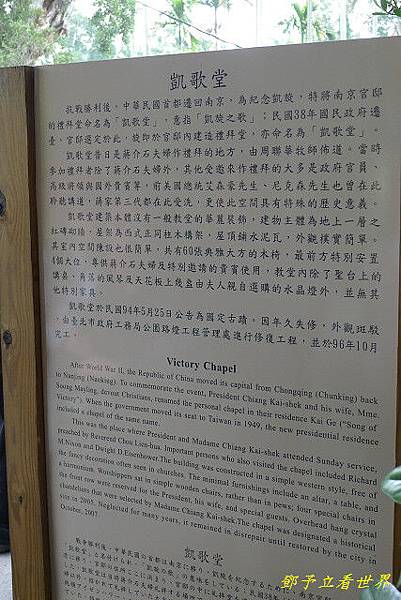 凱歌堂
抗戰勝利後，中華民國首都遷回南京，為紀念凱旋，特將南京官邸
的禮拜堂命名為「凱歌堂」，意指「凱旋之歌」；民國38年國民政府遷
臺，官邸選定於此，旋即於官邸內建造禮拜堂，亦命名為「凱歌堂」。
凱歌堂昔日是蔣介石夫婦作禮拜的地方，由周聯華牧師佈道。當時
參加禮拜者除了蔣介石夫婦外，其他受邀來作禮拜的大多是政府官員、
高級將領與國外貴賓等，前美國總統艾森豪先生、尼克森先生也曾在此
聆聽講道，蔣家第三代都在此受洗，更使此空間具有特殊的歷史意義。
凱歌堂建築本體沒有一般教堂的華麗裝飾，建物主體為地上一層之
紅磚砌牆，屋架為西式正同柱木構架，屋頂鋪水泥瓦，外觀樸實簡單。
其室內空間陳設也很簡單，共有60張典雅大方的木椅，最前方特別安置
4個大位，專供蔣介石夫婦及特別邀請的貴賓使用，教堂內除了聖台上的
講桌、角落的風琴及天花板上幾盞由夫人親自選購的水晶燈外，並無其
他特別家具。
凱歌堂於民國94年5月25日公告為國定古蹟。因年久失修，外觀斑駁
，由臺北市政府工務局公園路燈工程管理處進行修復工程，並於96年10月
完工。
Victory Chapel
After World War II, the Republic of China moved its capital from Chongqing (Chunking) back
to Nanjing (Nanking). To commemorate the event, President Chiang Kai-shek and his wife, Mme.
Soong Mayling, devout Christians, renamed the personal chapel in their residence Kai Ge ("Song of
Victory"). When the government moved its seat to Taiwan in 1949, the new presidential residence
included a chapel of the same name.
This was the place where President and Madame Chiang Kai-shek attended Sunday service,
preached by Reverend Chou Lien-hua. Important persons who also visited the chapel included Richard
M.Nixon and Dwight D.Eisenhower.The building was constructed in a simple western style, free of
the fancy decoration often seen in churches. The minimal furnishings include an altar, a table, and
a harmonium. Worshippers sat in simple wooden chairs, rather than in pews; four special chairs in
the front row were reserved for the President, his wife, and special guests. Overhead hang crystal
chandeliers that were selected by Madame Chiang Kai-shek.The chapel was designated a historical
site in 2005. Neglected for many years, it remained in disrepair until restored by the city in
October, 2007.
凱歌堂
鄭予立看世界